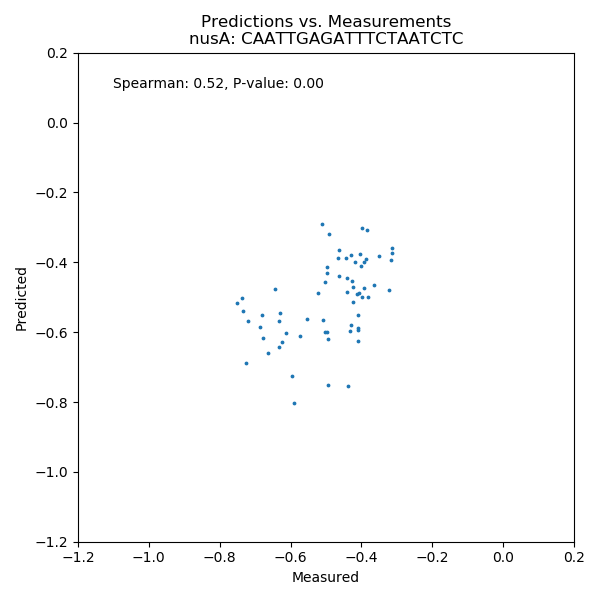 Predictions vs. Measurements
nusA: CAATTGAGATTTCTAATCTC
Spearman: 0.52, P-value: 0.00
0.2
0.0
−0.2
−0.4
−0.6
−0.8
−1.0
−1.2
Predicted
−1.2 −1.0 −0.8 −0.6 −0.4 −0.2 0.0 0.2
Measured